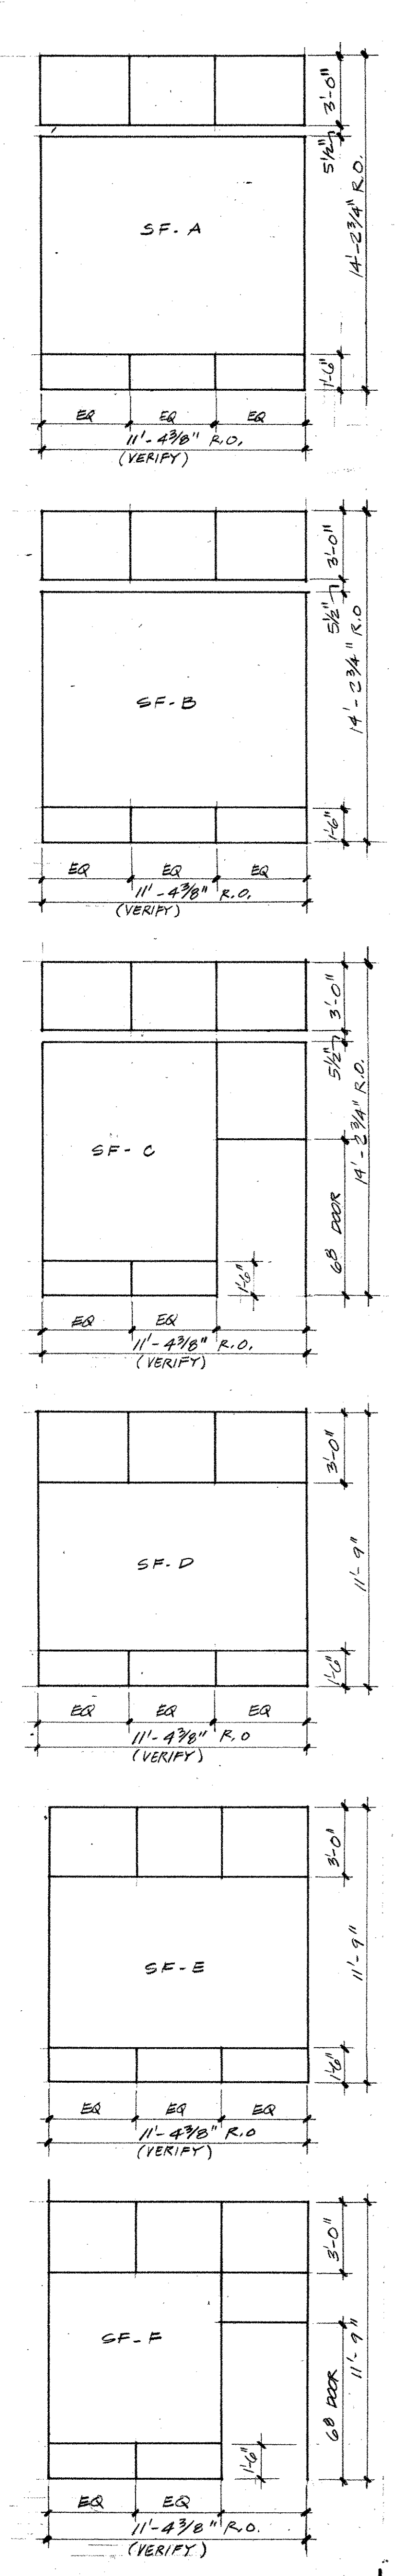 3'-0"
5½"
14'-2¾" R.O.
SF-A
1'-6"
EQ EQ EQ
11'-4⅜" R.O.
(VERIFY)
3'-0"
5½"
14'-2¾" R.O
SF-B
1'-6"
EQ EQ EQ
11'-4⅜" R.O.
(VERIFY)
3'-0"
5½"
14'-2¾" R.O.
SF-C
68 DOOR
1'-6"
EQ EQ
11'-4⅜" R.O.
(VERIFY)
3'-0"
11'-9"
SF-D
1'-6"
EQ EQ EQ
11'-4⅜" R.O
(VERIFY)
3'-0"
11'-9"
SF-E
1'-6"
EQ EQ EQ
11'-4⅜" R.O
(VERIFY)
3'-0"
11'-9"
SF-F
68 DOOR
1'-6"
EQ EQ
11'-4⅜" R.O.
(VERIFY)